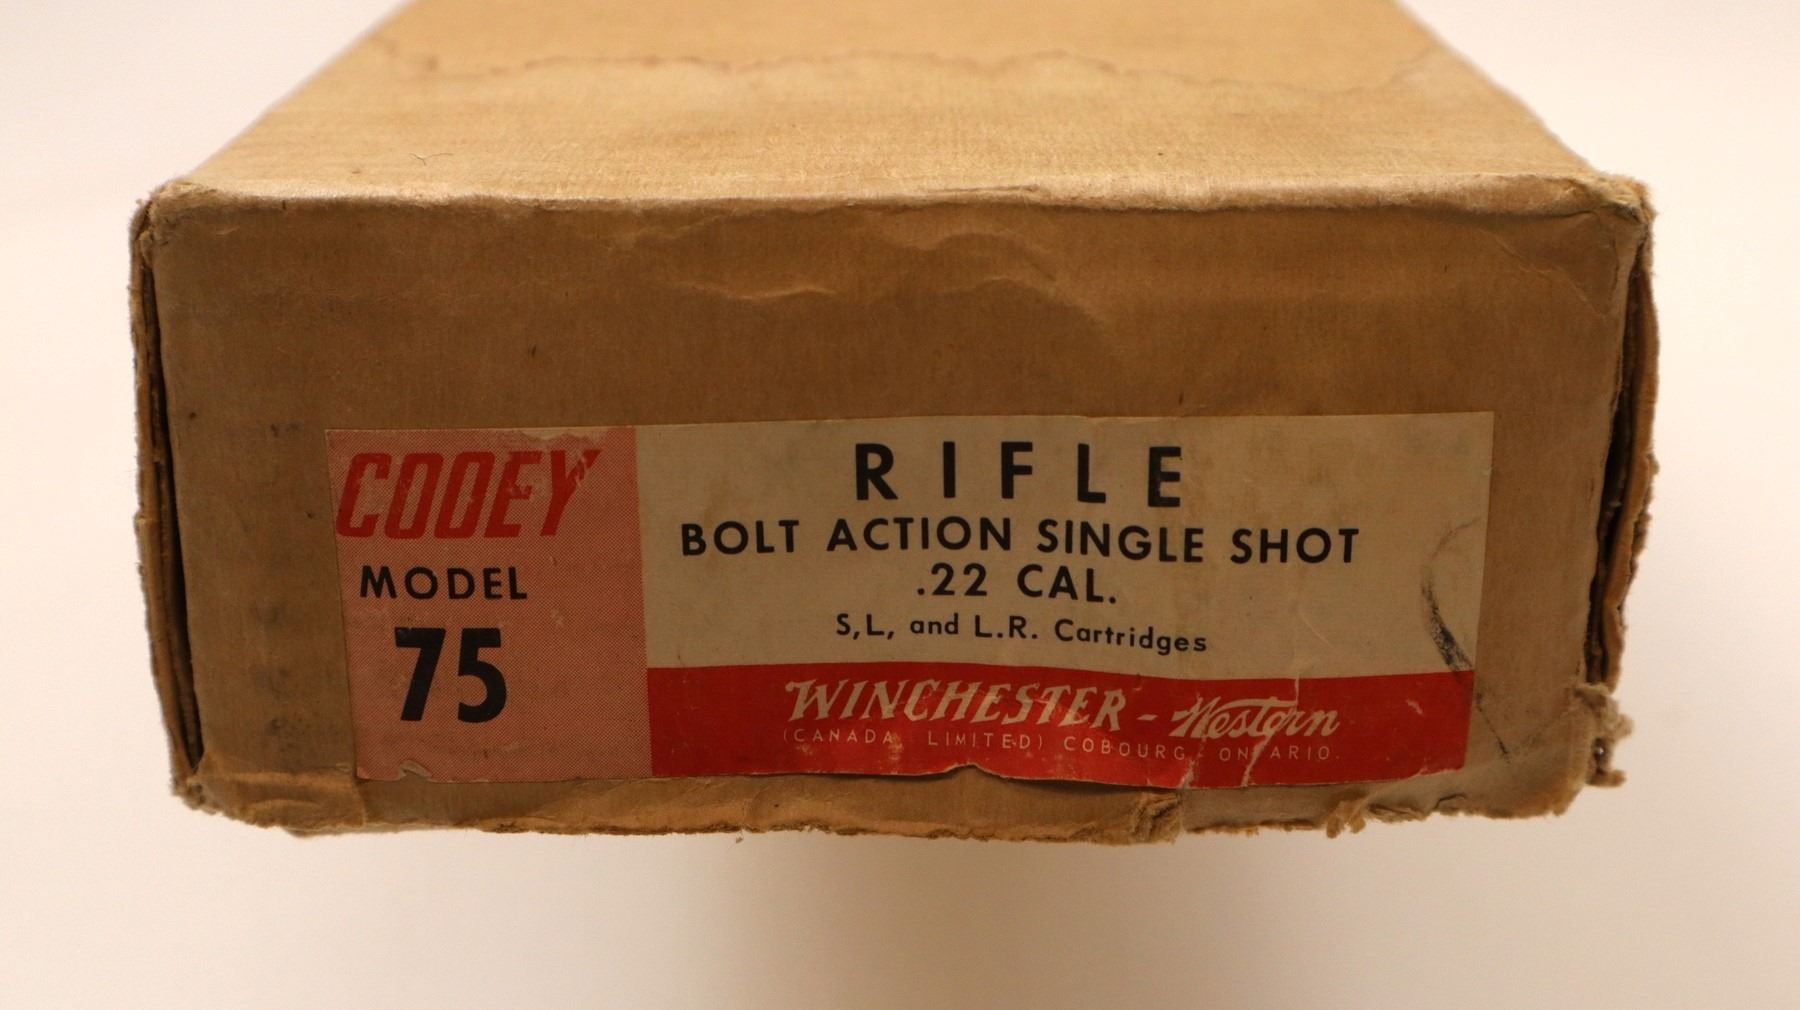 COOEY
MODEL
75
RIFLE
BOLT ACTION SINGLE SHOT
.22 CAL.
S, L, and L.R. Cartridges
WINCHESTER - Western
(CANADA LIMITED) COBOURG, ONTARIO.